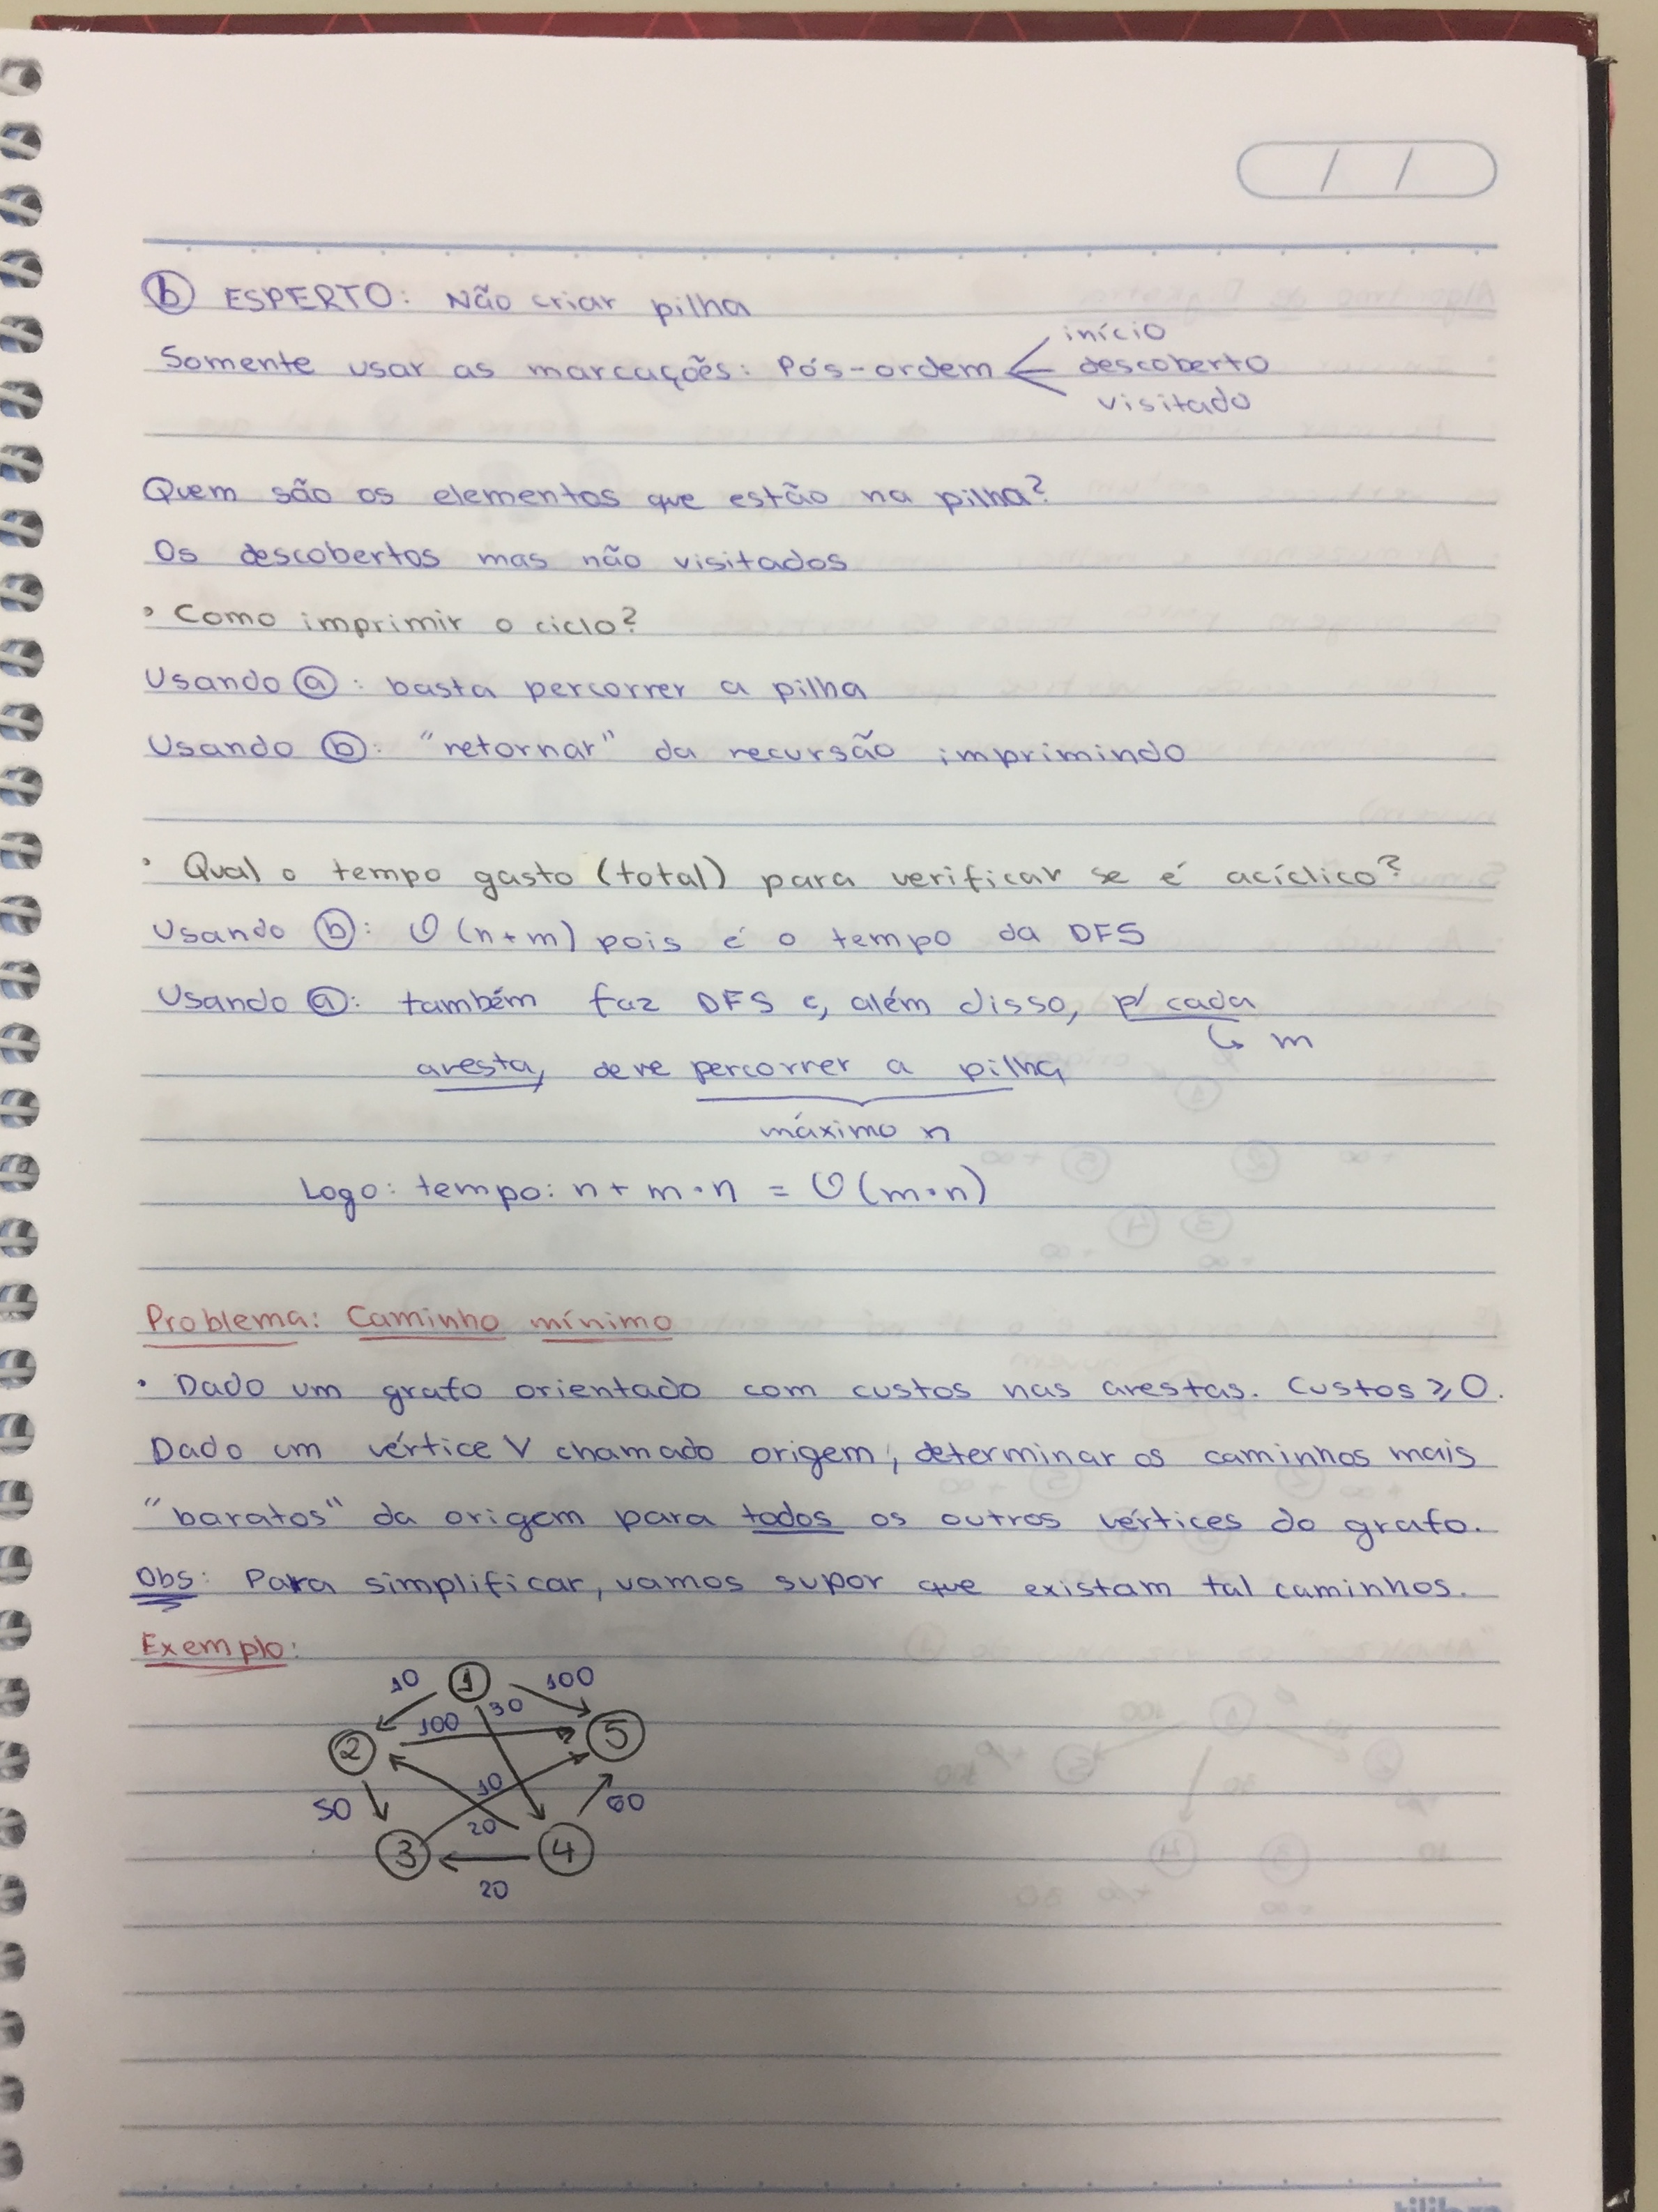 / /
ⓑ ESPERTO: Não criar pilha
Somente usar as marcações: Pós-ordem
início
descoberto
visitado
Quem são os elementos que estão na pilha?
Os descobertos mas não visitados
• Como imprimir o ciclo?
Usando ⓐ: basta percorrer a pilha
Usando ⓑ: "retornar" da recursão imprimindo
• Qual o tempo gasto (total) para verificar se é acíclico?
Usando ⓑ: O(n+m) pois é o tempo da DFS
Usando ⓐ: também faz DFS e, além disso, p/ cada
↳ m
aresta, deve percorrer a pilha
máximo n
Logo: tempo: n + m·n = O(m·n)
Problema: Caminho mínimo
• Dado um grafo orientado com custos nas arestas. Custos ⩾ 0.
Dado um vértice V chamado origem, determinar os caminhos mais
"baratos" da origem para todos os outros vértices do grafo.
Obs: Para simplificar, vamos supor que existam tal caminhos.
Exemplo:
10 ① 30 100
② 100 ⑤
50 10 60
20
③ ④
20